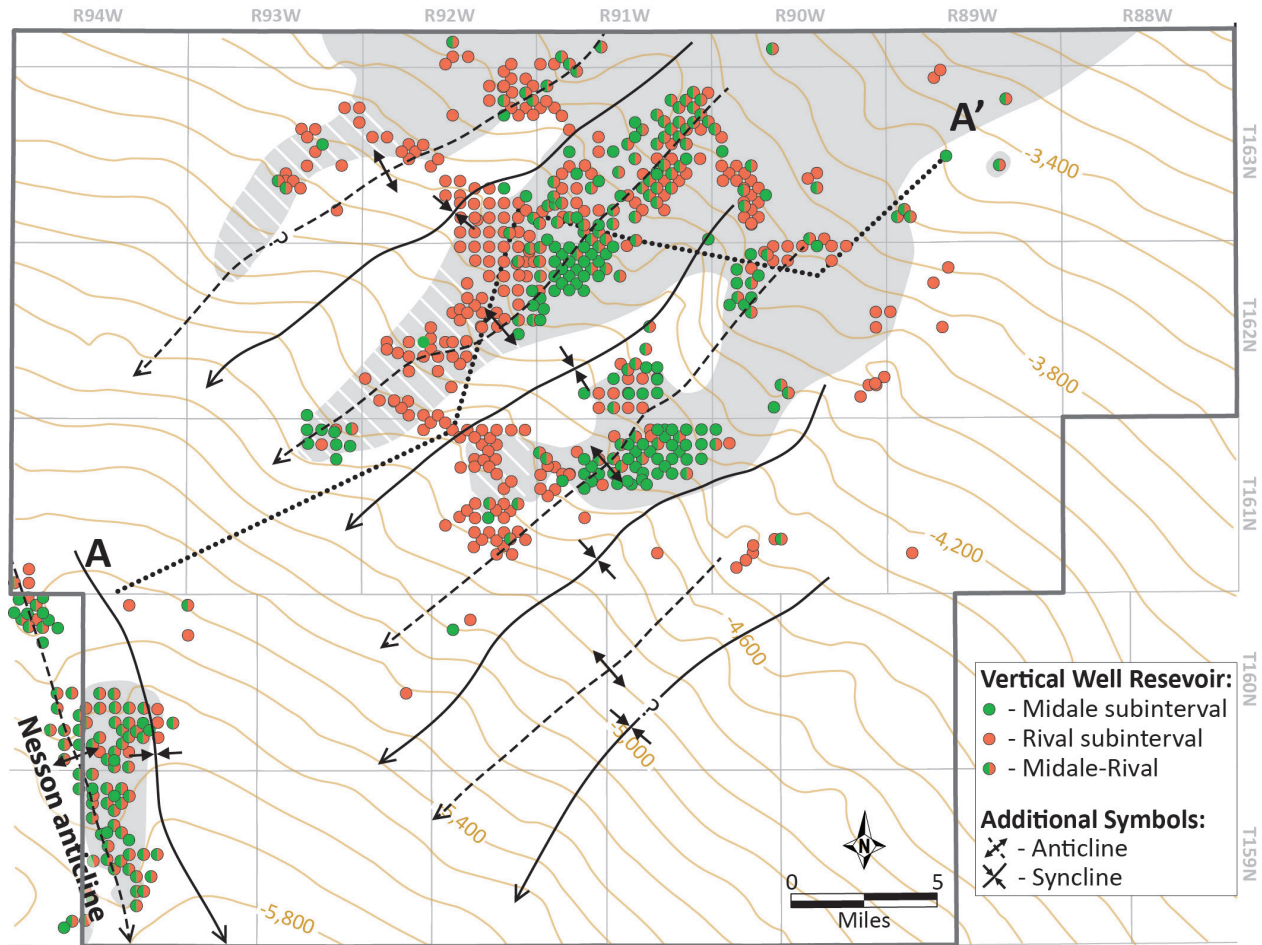 R94W R93W R92W R91W R90W R89W R88W
A’
T163N
-3,400
T162N
-3,800
T161N
A
-4,200
-4,600
T160N
Nesson anticline
-5,000
-5,400
T159N
-5,800
Vertical Well Resevoir:
- Midale subinterval
- Rival subinterval
- Midale-Rival
Additional Symbols:
- Anticline
- Syncline
N
0 5
Miles